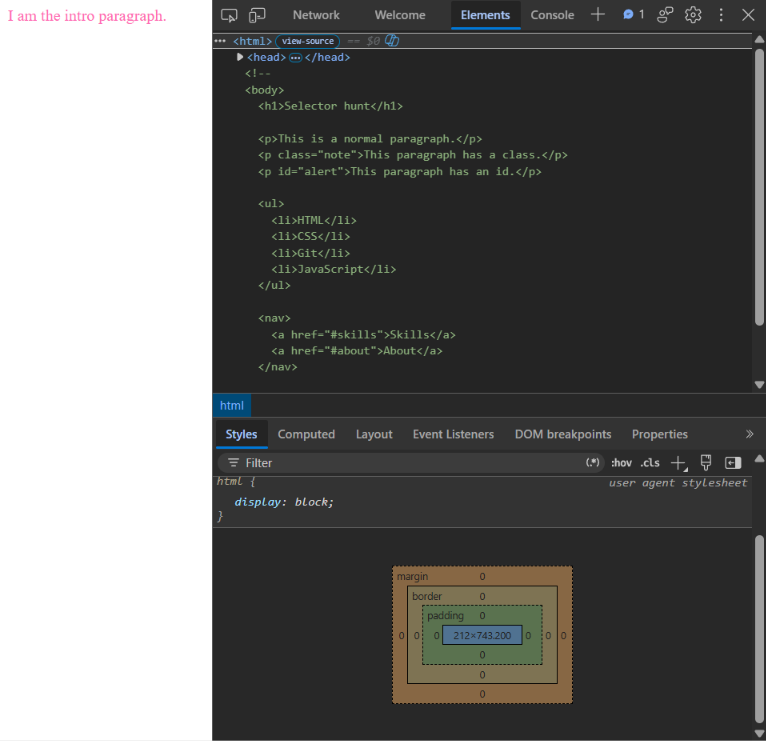 I am the intro paragraph.
Network Welcome Elements Console 1
<html> view-source == $0
<head> </head>
<!--
<body>
<h1>Selector hunt</h1>
<p>This is a normal paragraph.</p>
<p class="note">This paragraph has a class.</p>
<p id="alert">This paragraph has an id.</p>
<ul>
<li>HTML</li>
<li>CSS</li>
<li>Git</li>
<li>JavaScript</li>
</ul>
<nav>
<a href="#skills">Skills</a>
<a href="#about">About</a>
</nav>
html
Styles Computed Layout Event Listeners DOM breakpoints Properties »
Filter (.*) :hov .cls
html { user agent stylesheet
display: block;
}
margin 0
border 0
padding 0
0 0 0 212×743.200 0 0 0
0
0
0